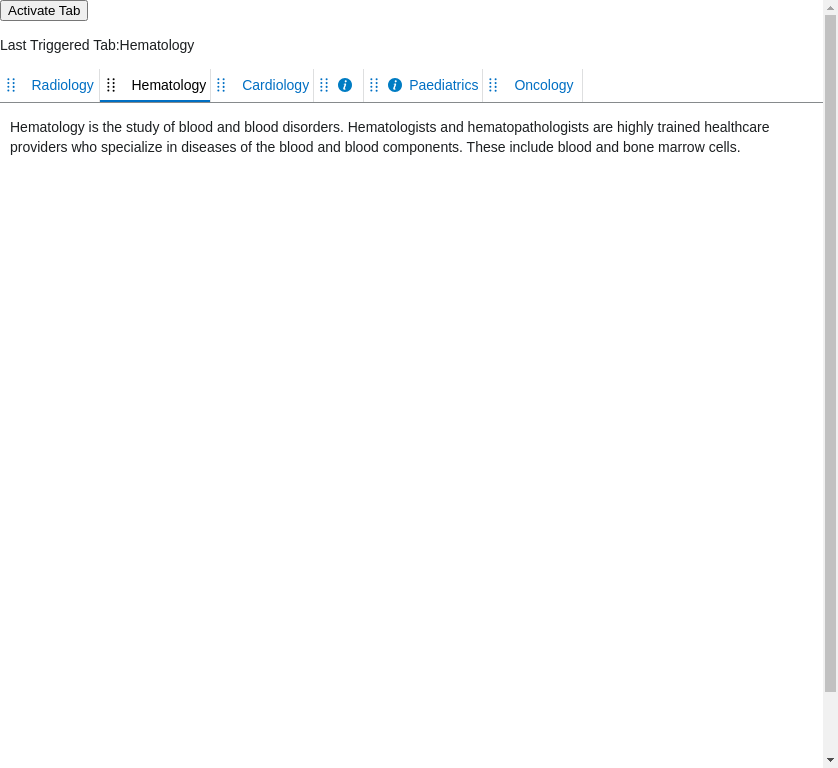 Activate Tab
Last Triggered Tab:Hematology
Radiology Hematology Cardiology Paediatrics Oncology
Hematology is the study of blood and blood disorders. Hematologists and hematopathologists are highly trained healthcare
providers who specialize in diseases of the blood and blood components. These include blood and bone marrow cells.